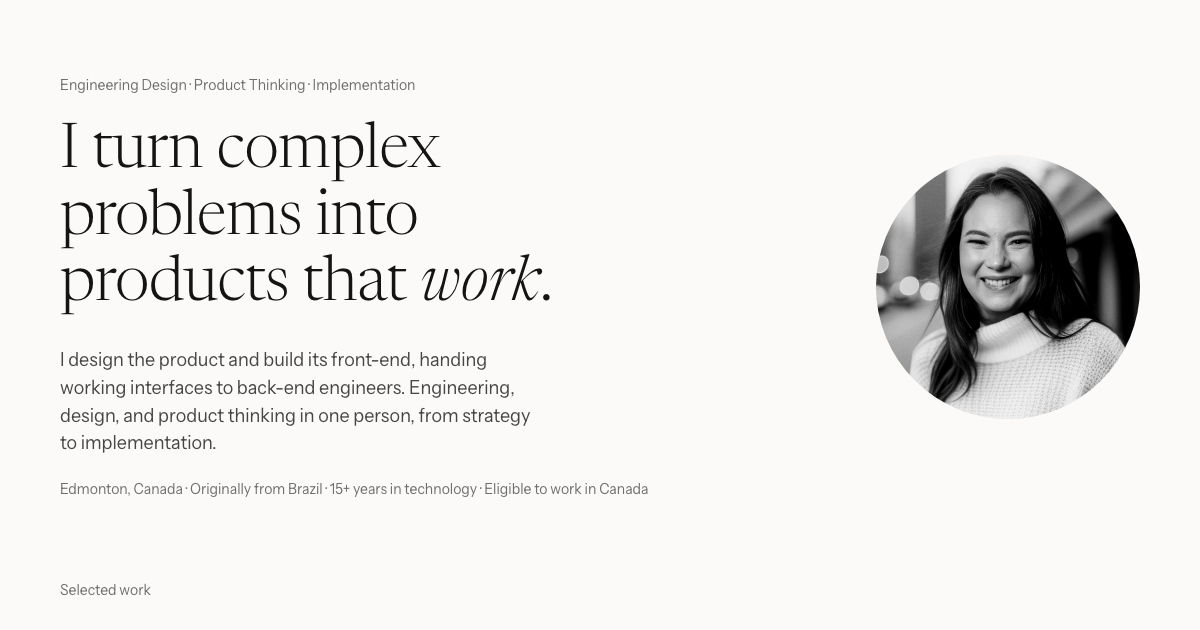 Engineering Design · Product Thinking · Implementation
I turn complex
problems into
products that work.
I design the product and build its front-end, handing
working interfaces to back-end engineers. Engineering,
design, and product thinking in one person, from strategy
to implementation.
Edmonton, Canada · Originally from Brazil · 15+ years in technology · Eligible to work in Canada
Selected work